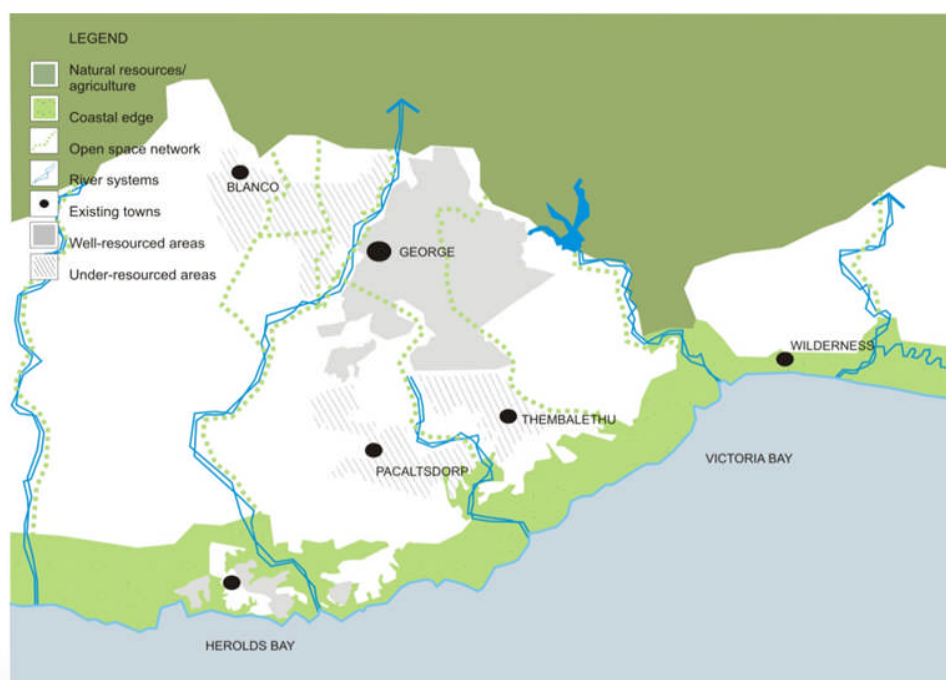 LEGEND
Natural resources/
agriculture
Coastal edge
Open space network
River systems
Existing towns
Well-resourced areas
Under-resourced areas
BLANCO
GEORGE
WILDERNESS
THEMBALETHU
PACALTSDORP
VICTORIA BAY
HEROLDS BAY